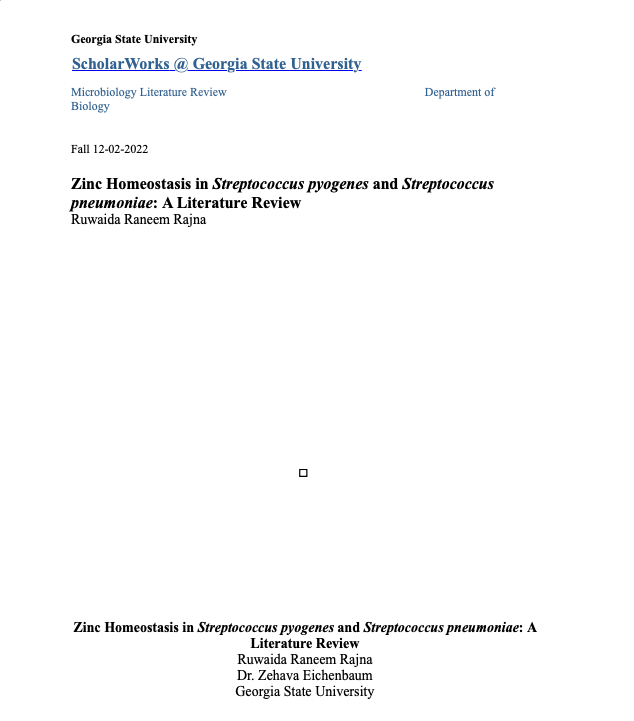 Georgia State University
ScholarWorks @ Georgia State University
Microbiology Literature Review Department of
Biology
Fall 12-02-2022
Zinc Homeostasis in Streptococcus pyogenes and Streptococcus
pneumoniae: A Literature Review
Ruwaida Raneem Rajna
Zinc Homeostasis in Streptococcus pyogenes and Streptococcus pneumoniae: A
Literature Review
Ruwaida Raneem Rajna
Dr. Zehava Eichenbaum
Georgia State University